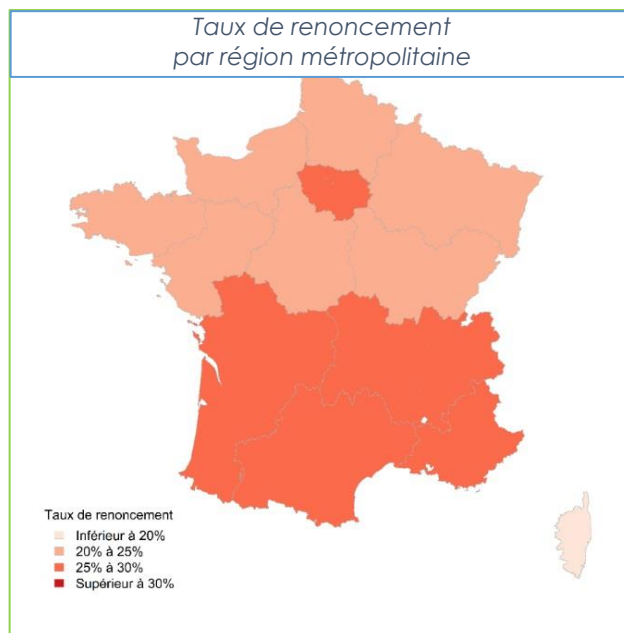 Taux de renoncement
par région métropolitaine
Taux de renoncement
Inférieur à 20%
20% à 25%
25% à 30%
Supérieur à 30%